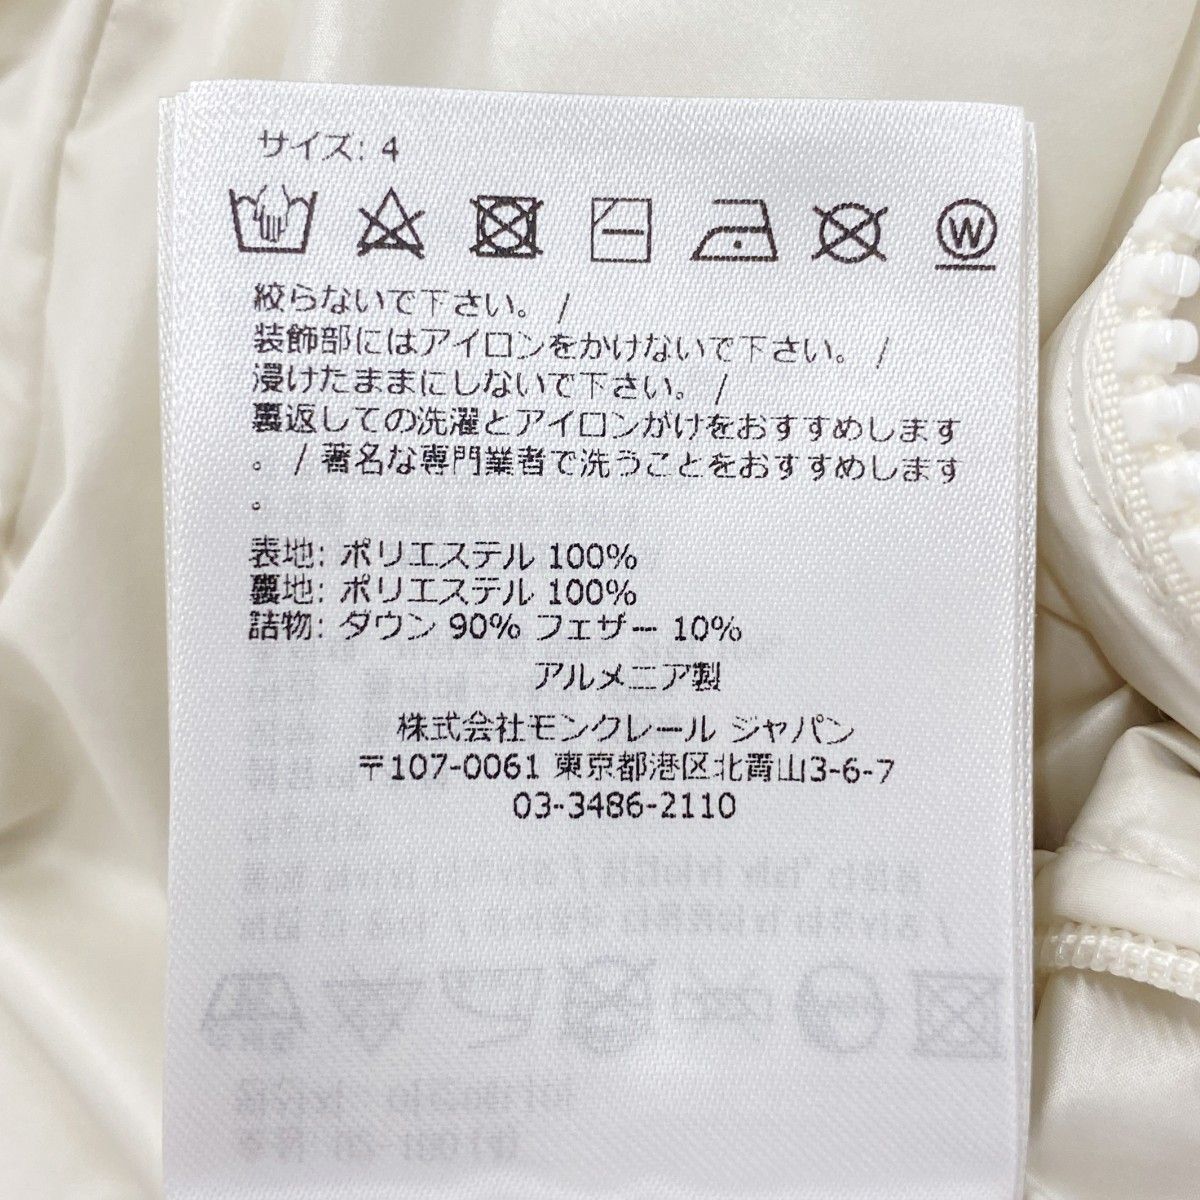 サイズ: 4
W
絞らないで下さい。 /
装飾部にはアイロンをかけないで下さい。 /
浸けたままにしないで下さい。 /
裏返しての洗濯とアイロンがけをおすすめします
。 / 著名な専門業者で洗うことをおすすめします
。
表地: ポリエステル 100%
裏地: ポリエステル 100%
詰物: ダウン 90% フェザー 10%
アルメニア製
株式会社モンクレール ジャパン
〒107-0061 東京都港区北青山3-6-7
03-3486-2110